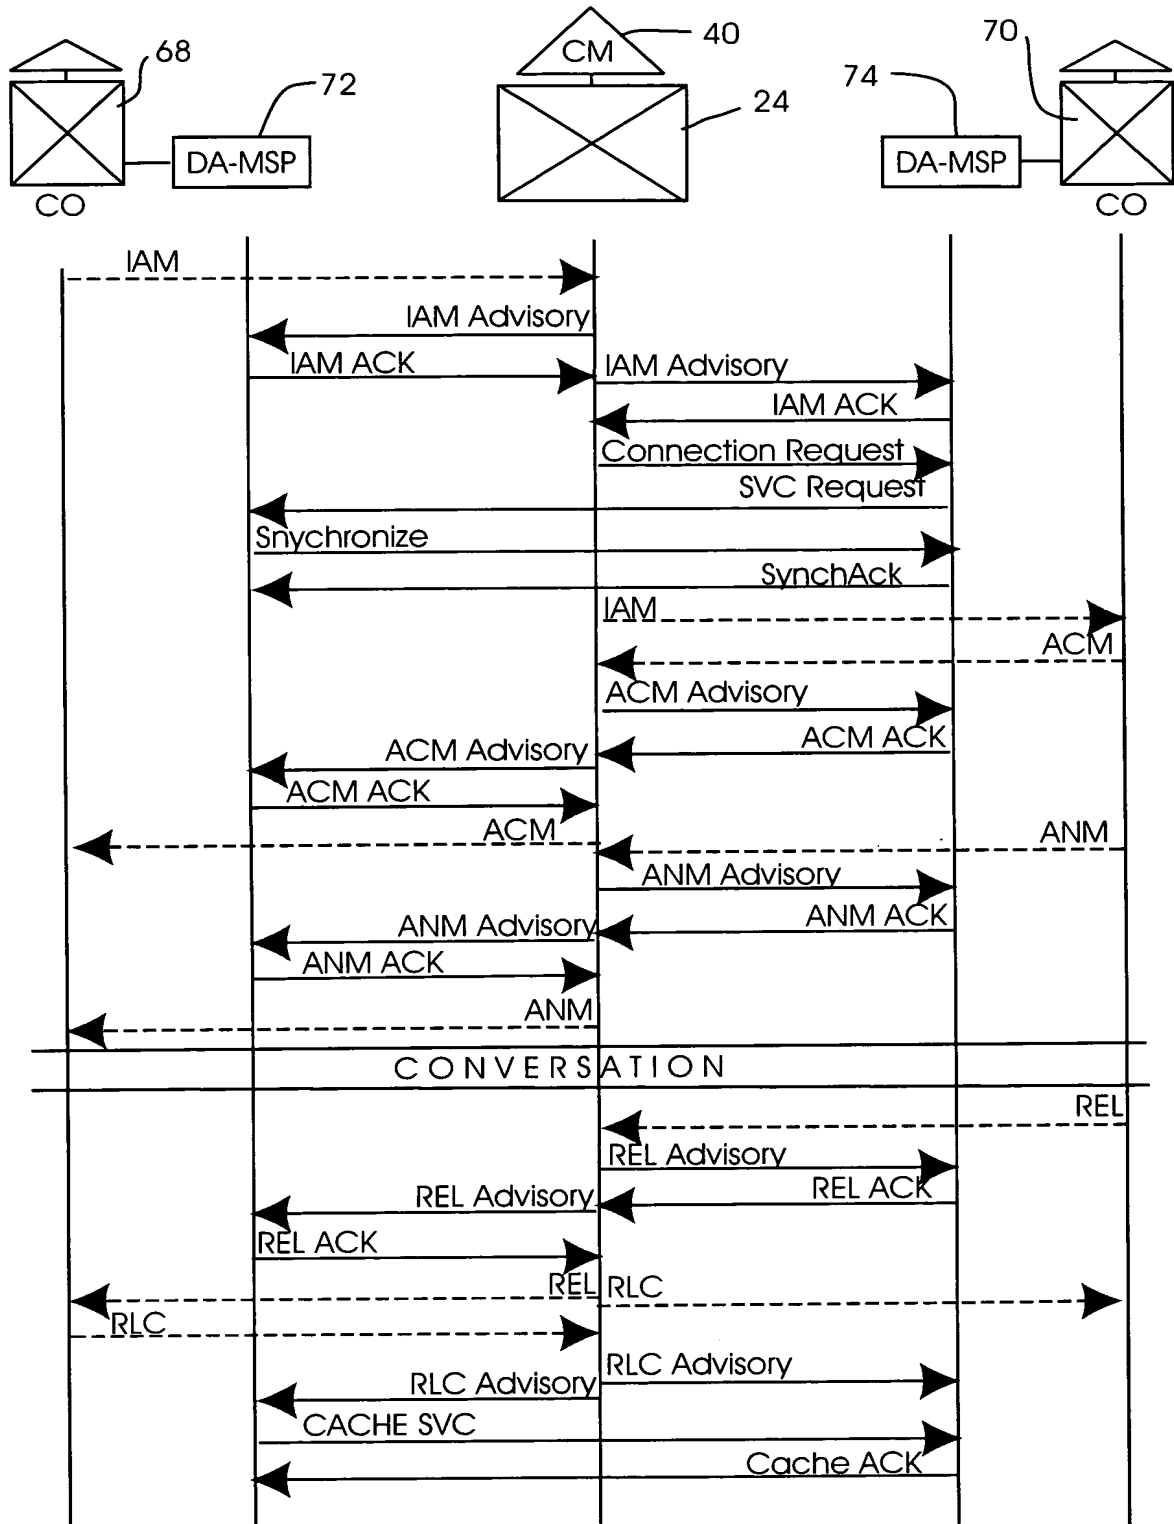 68
72
CM
40
24
74
70
DA-MSP
DA-MSP
CO
CO
IAM
IAM Advisory
IAM ACK
IAM Advisory
IAM ACK
Connection Request
SVC Request
Snychronize
SynchAck
IAM
ACM
ACM Advisory
ACM ACK
ACM Advisory
ACM ACK
ACM
ANM
ANM Advisory
ANM ACK
ANM Advisory
ANM ACK
ANM
CONVERSATION
REL
REL Advisory
REL ACK
REL Advisory
REL ACK
REL
RLC
RLC
RLC Advisory
RLC Advisory
CACHE SVC
Cache ACK